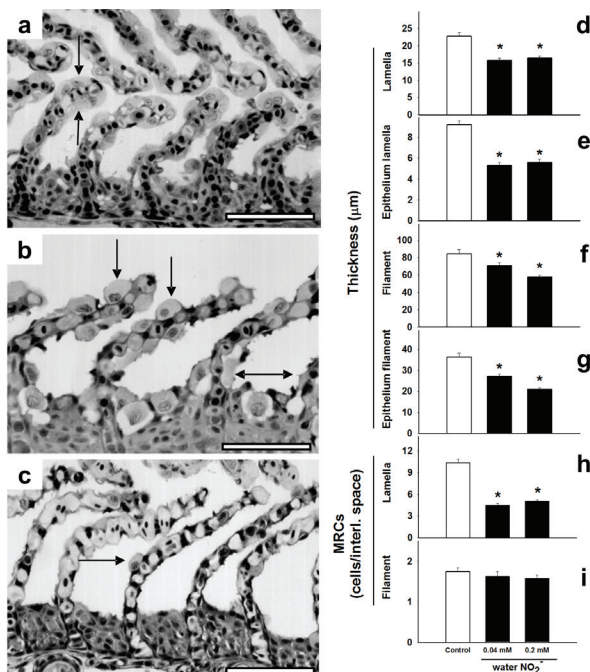 a
b
c
d
e
f
g
h
i
Thickness (μm)
Lamella
25
20
15
10
5
0
*
*
Epithelium lamella
8
6
4
2
0
*
*
Filament
100
80
60
40
20
0
*
*
Epithelium filament
40
30
20
10
0
*
*
MRCs
(cells/interl. space)
Lamella
12
9
6
3
0
*
*
Filament
2
1
0
Control
0.04 mM
0.2 mM
water NO2